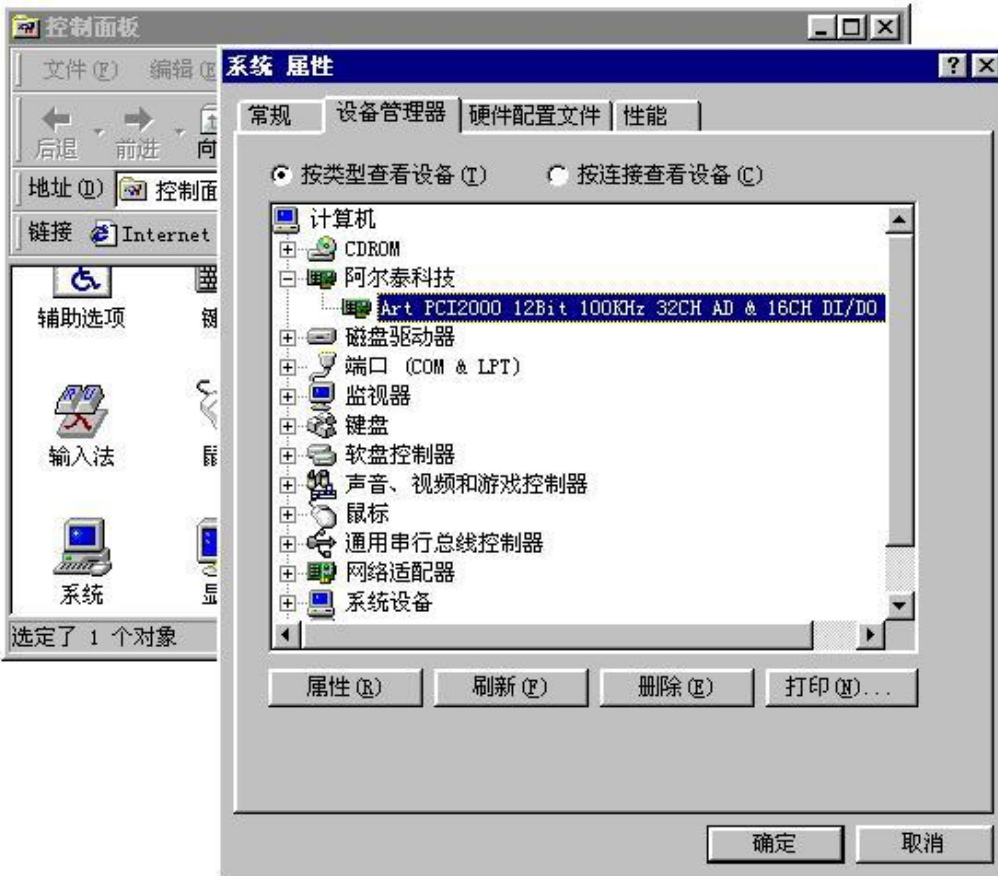 控制面板
文件(F) 编辑(E
后退 前进 向
地址(D) 控制面
链接 Internet
辅助选项 键
输入法 鼠
系统 显
选定了 1 个对象
系统 属性
常规 设备管理器 硬件配置文件 性能
按类型查看设备(T) 按连接查看设备(C)
计算机
CDROM
阿尔泰科技
Art PCI2000 12Bit 100KHz 32CH AD & 16CH DI/DO
磁盘驱动器
端口 (COM & LPT)
监视器
键盘
软盘控制器
声音、视频和游戏控制器
鼠标
通用串行总线控制器
网络适配器
系统设备
属性(R) 刷新(F) 删除(E) 打印(N)...
确定 取消